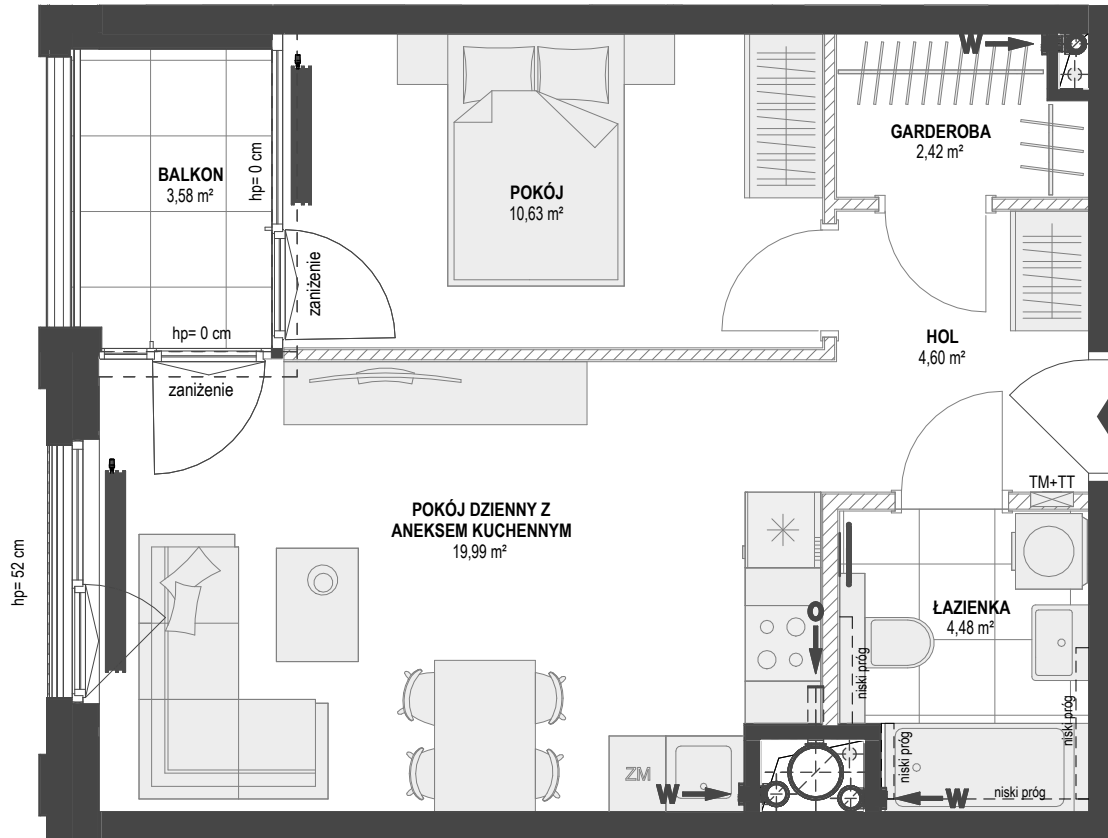 W
GARDEROBA
2,42 m²
BALKON
3,58 m²
hp= 0 cm
POKÓJ
10,63 m²
zaniżenie
hp= 0 cm
zaniżenie
HOL
4,60 m²
TM+TT
POKÓJ DZIENNY Z
ANEKSEM KUCHENNYM
19,99 m²
hp= 52 cm
O
ŁAZIENKA
4,48 m²
niski próg
niski próg
niski próg
niski próg
ZM
W
W